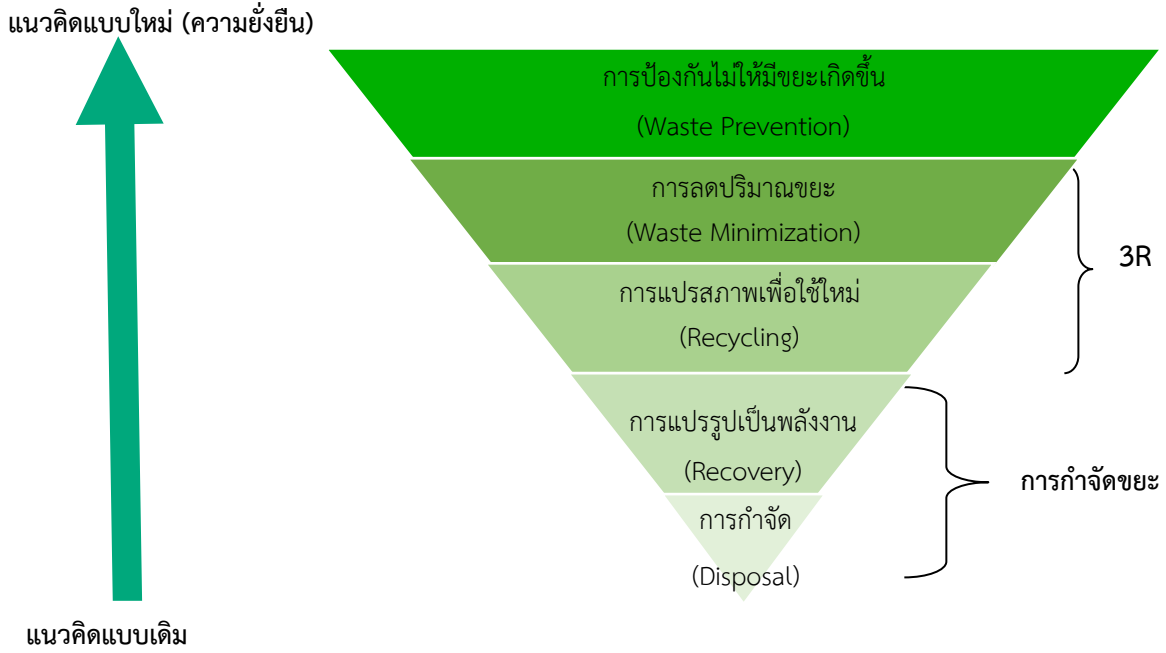 แนวคิดแบบใหม่ (ความยั่งยืน)
การป้องกันไม่ให้มีขยะเกิดขึ้น
(Waste Prevention)
การลดปริมาณขยะ
(Waste Minimization)
3R
การแปรสภาพเพื่อใช้ใหม่
(Recycling)
การแปรรูปเป็นพลังงาน
(Recovery)
การกำจัดขยะ
การกำจัด
(Disposal)
แนวคิดแบบเดิม